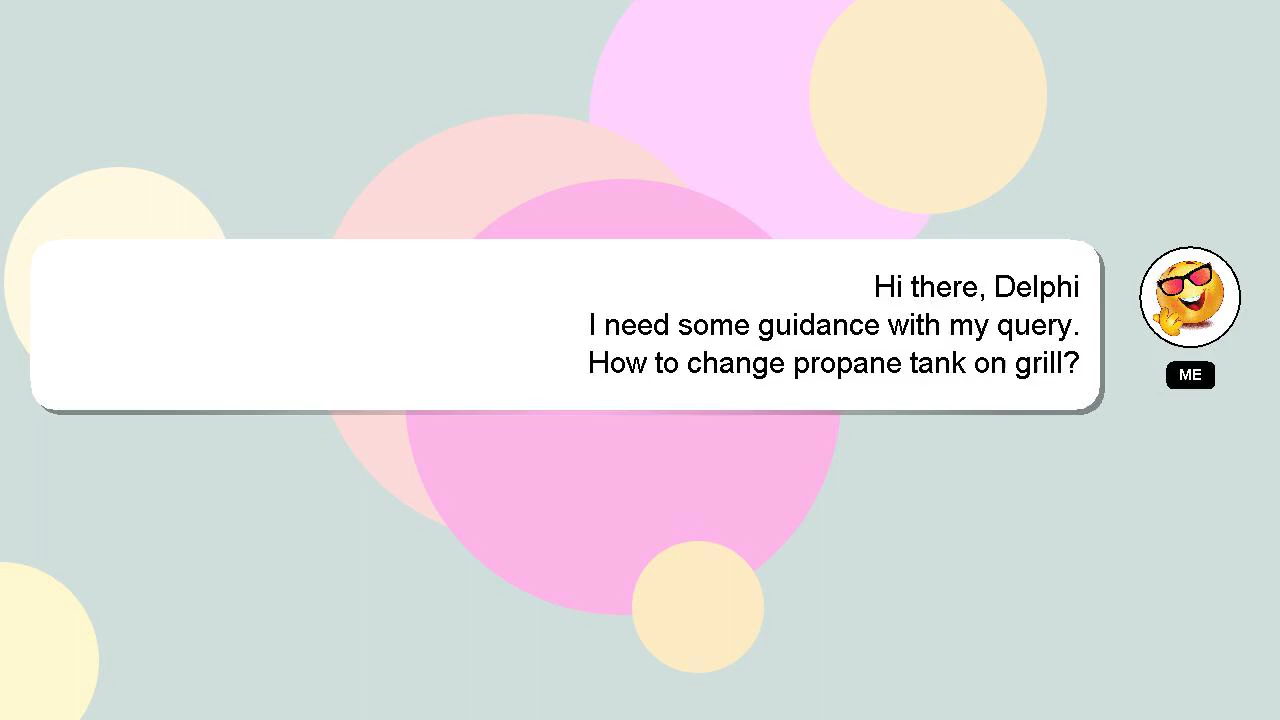 Hi there, Delphi
I need some guidance with my query.
How to change propane tank on grill?
ME